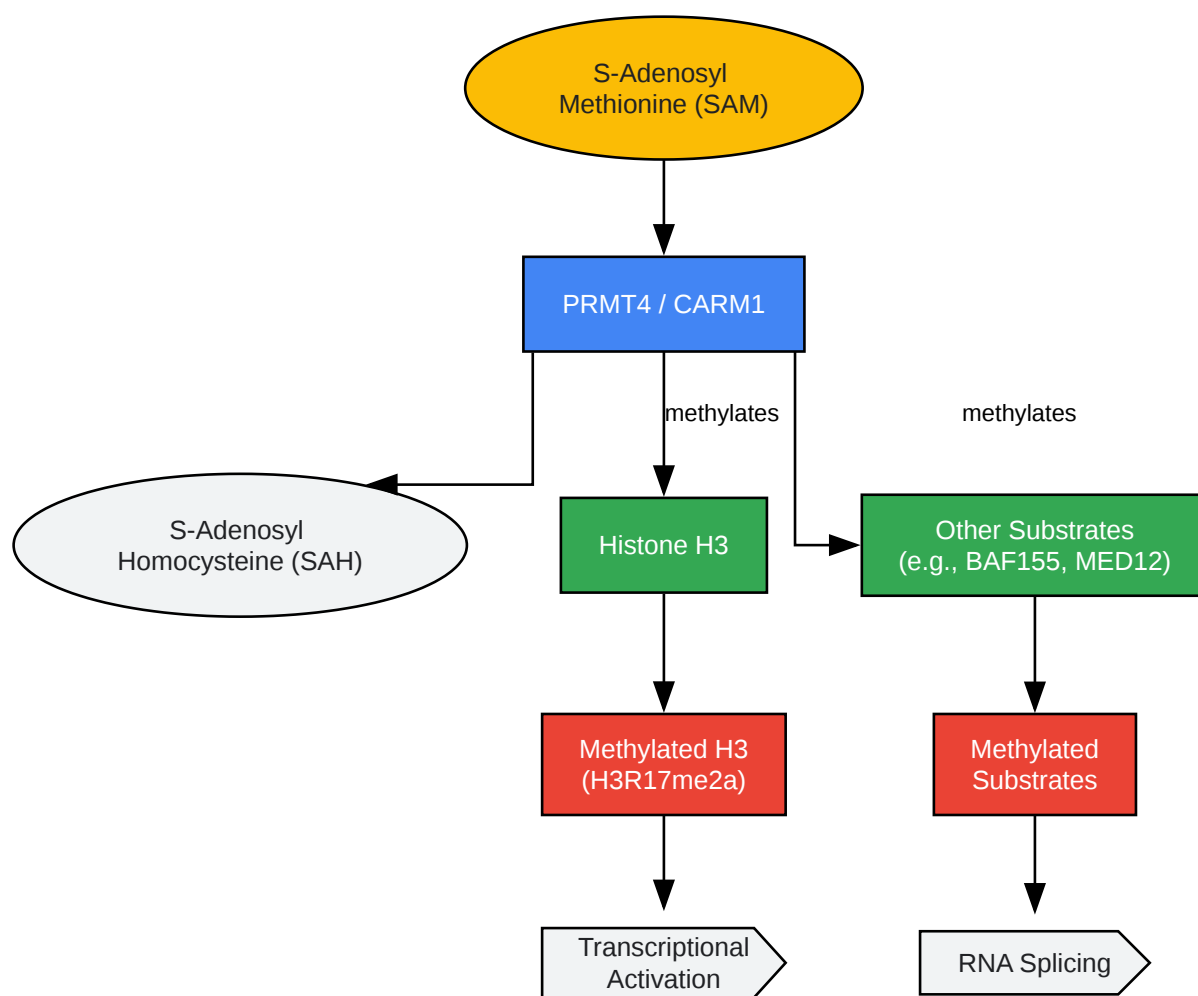 S-Adenosyl
Methionine (SAM)
PRMT4 / CARM1
methylates
methylates
S-Adenosyl
Homocysteine (SAH)
Histone H3
Other Substrates
(e.g., BAF155, MED12)
Methylated H3
(H3R17me2a)
Methylated
Substrates
Transcriptional
Activation
RNA Splicing